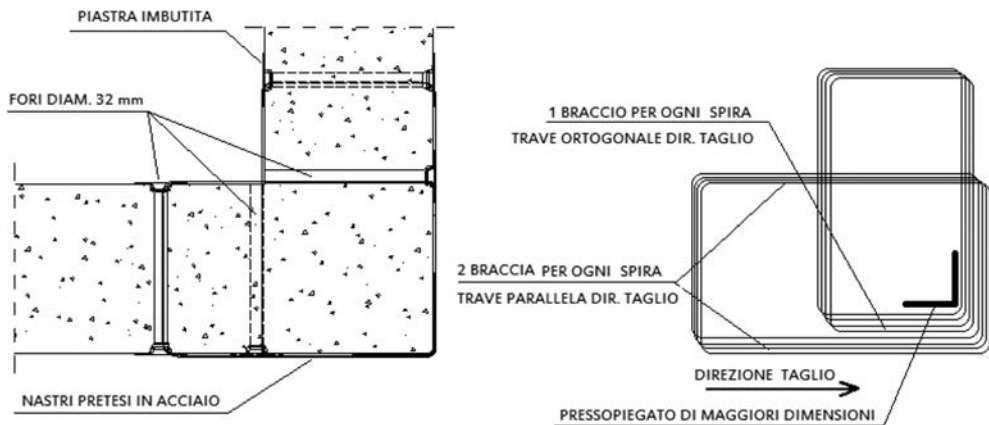 PIASTRA IMBUTITA
FORI DIAM. 32 mm
NASTRI PRETESI IN ACCIAIO
1 BRACCIO PER OGNI SPIRA
TRAVE ORTOGONALE DIR. TAGLIO
2 BRACCIA PER OGNI SPIRA
TRAVE PARALLELA DIR. TAGLIO
DIREZIONE TAGLIO
PRESSOPIEGATO DI MAGGIORI DIMENSIONI